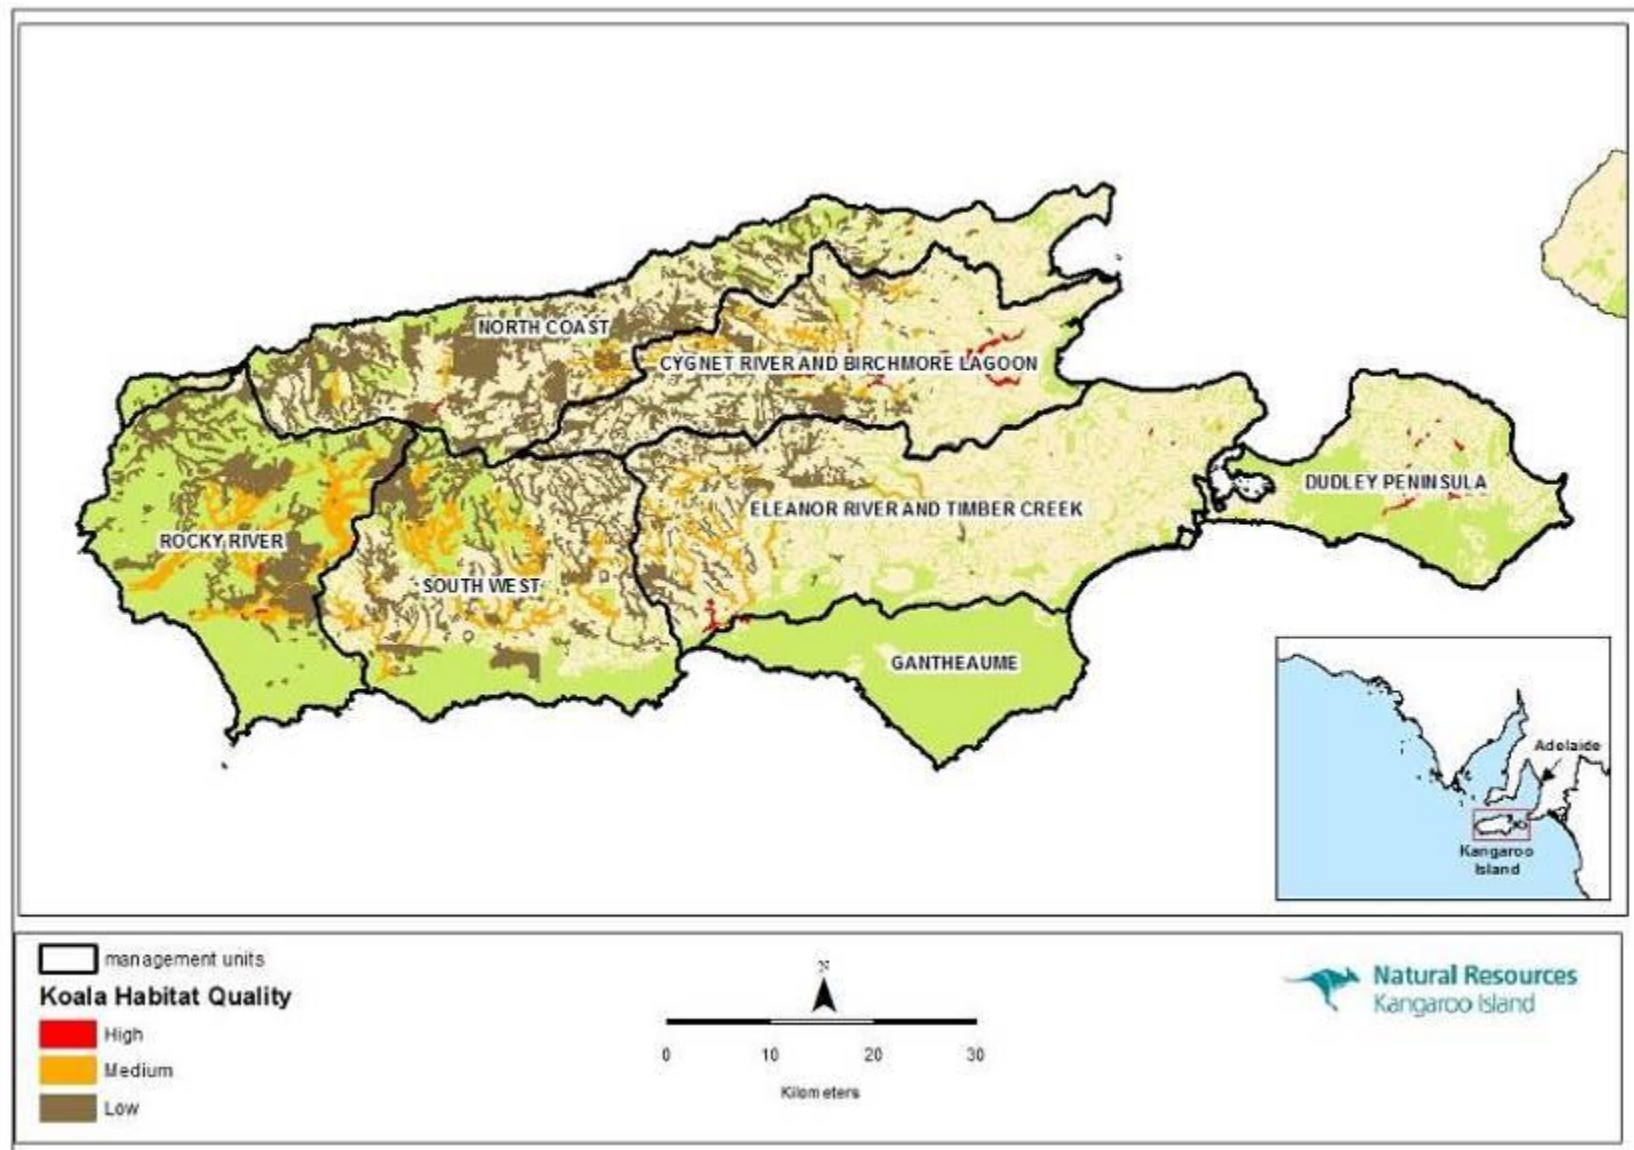 NORTH COAST
CYGNET RIVER AND BIRCHMORE LAGOON
DUDLEY PENINSULA
ELEANOR RIVER AND TIMBER CREEK
ROCKY RIVER
SOUTH WEST
GANTHEAUME
Adelaide
Kangaroo
Island
management units
Koala Habitat Quality
High
Medium
Low
N
0 10 20 30
Kilometers
Natural Resources
Kangaroo Island